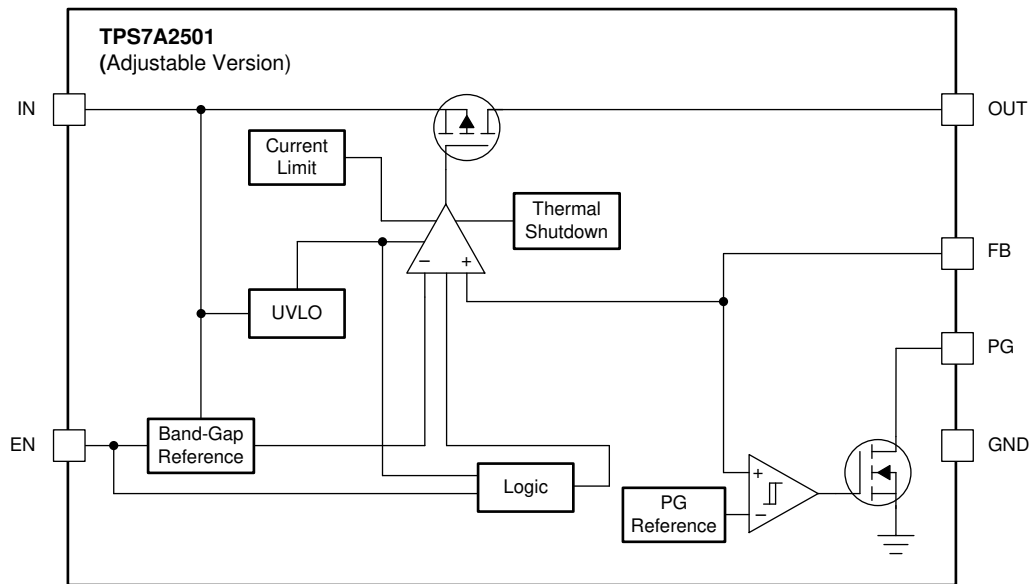 TPS7A2501
(Adjustable Version)
IN
OUT
Current
Limit
Thermal
Shutdown
− +
FB
UVLO
PG
EN
Band-Gap
Reference
GND
Logic
+
−
PG
Reference